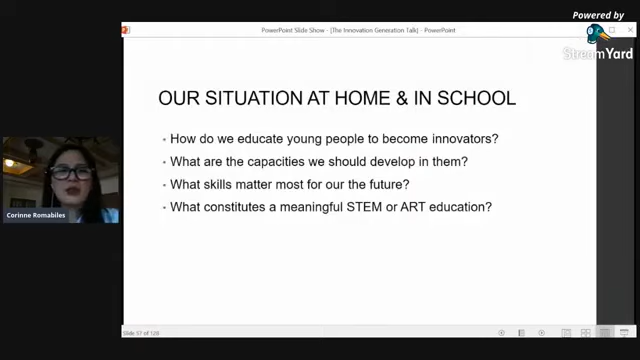 Powered by
PowerPoint Slide Show - [The Innovation Generation Talk] - PowerPoint
StreamYard
OUR SITUATION AT HOME & IN SCHOOL
• How do we educate young people to become innovators?
• What are the capacities we should develop in them?
• What skills matter most for our the future?
• What constitutes a meaningful STEM or ART education?
Corinne Romabiles
Slide 57 of 128